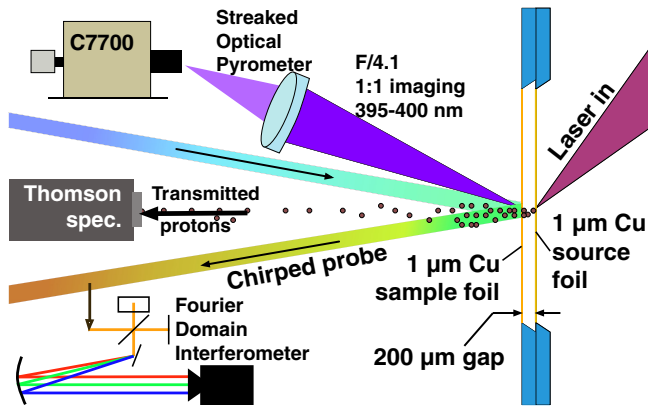 C7700
Streaked
Optical
Pyrometer
F/4.1
1:1 imaging
395-400 nm
Laser in
Thomson
spec.
Transmitted
protons
Chirped probe
1 µm Cu
sample foil
1 µm Cu
source
foil
200 µm gap
Fourier
Domain
Interferometer